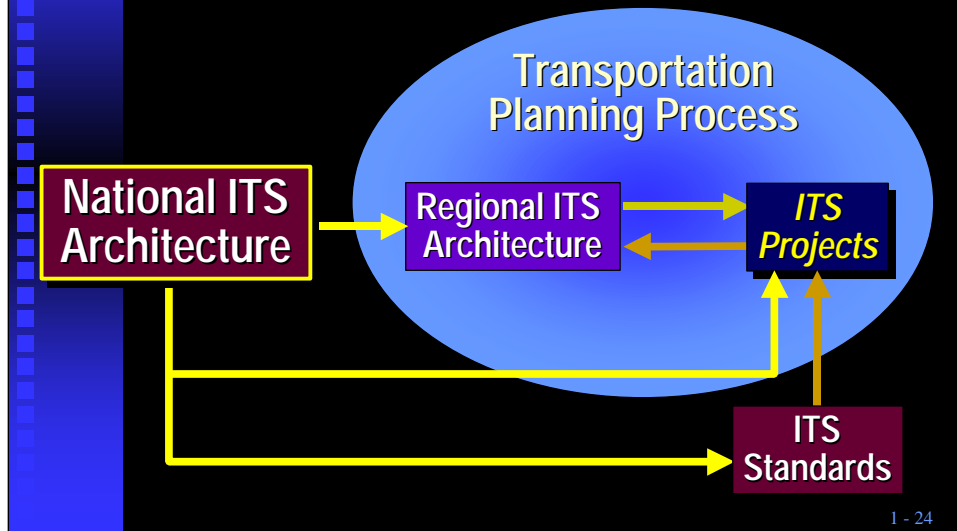 Transportation
Planning Process
National ITS
Architecture
Regional ITS
Architecture
ITS
Projects
ITS
Standards
1 - 24